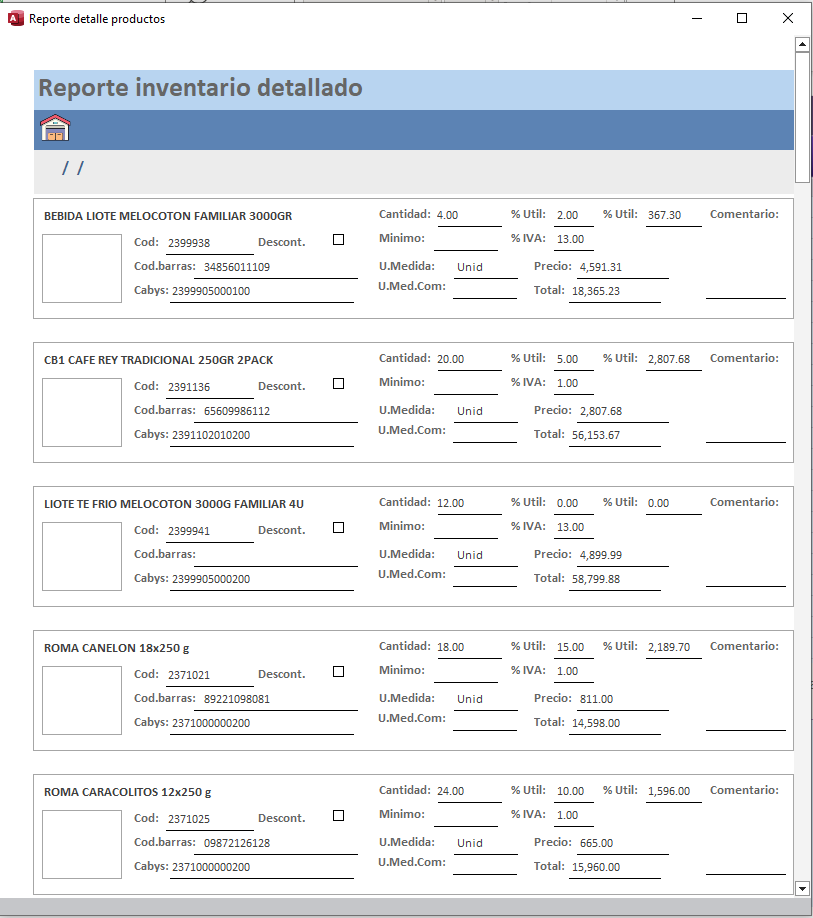 Reporte detalle productos
Reporte inventario detallado
/ /
BEBIDA LIOTE MELOCOTON FAMILIAR 3000GR Cantidad: 4.00 % Util: 2.00 % Util: 367.30 Comentario:
Cod: 2399938 Descont. Minimo: % IVA: 13.00
Cod.barras: 34856011109 U.Medida: Unid Precio: 4,591.31
Cabys: 2399905000100 U.Med.Com: Total: 18,365.23
CB1 CAFE REY TRADICIONAL 250GR 2PACK Cantidad: 20.00 % Util: 5.00 % Util: 2,807.68 Comentario:
Cod: 2391136 Descont. Minimo: % IVA: 1.00
Cod.barras: 65609986112 U.Medida: Unid Precio: 2,807.68
Cabys: 2391102010200 U.Med.Com: Total: 56,153.67
LIOTE TE FRIO MELOCOTON 3000G FAMILIAR 4U Cantidad: 12.00 % Util: 0.00 % Util: 0.00 Comentario:
Cod: 2399941 Descont. Minimo: % IVA: 13.00
Cod.barras: U.Medida: Unid Precio: 4,899.99
Cabys: 2399905000200 U.Med.Com: Total: 58,799.88
ROMA CANELON 18x250 g Cantidad: 18.00 % Util: 15.00 % Util: 2,189.70 Comentario:
Cod: 2371021 Descont. Minimo: % IVA: 1.00
Cod.barras: 89221098081 U.Medida: Unid Precio: 811.00
Cabys: 2371000000200 U.Med.Com: Total: 14,598.00
ROMA CARACOLITOS 12x250 g Cantidad: 24.00 % Util: 10.00 % Util: 1,596.00 Comentario:
Cod: 2371025 Descont. Minimo: % IVA: 1.00
Cod.barras: 09872126128 U.Medida: Unid Precio: 665.00
Cabys: 2371000000200 U.Med.Com: Total: 15,960.00